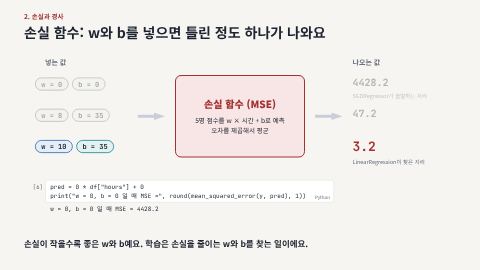 2. 손실과 경사
손실 함수: w와 b를 넣으면 틀린 정도 하나가 나와요
넣는 값
나오는 값
w = 0
b = 0
4428.2
w = 8
b = 35
47.2
w = 10
b = 35
3.2
LinearRegression이 찾은 자리
손실 함수 (MSE)
5명 점수를 w × 시간 + b로 예측
오차를 제곱해서 평균
pred = 0 * df["hours"] + 0
print("w = 0, b = 0 일 때 MSE =", round(mean_squared_error(y, pred), 1))
Python
w = 0, b = 0 일 때 MSE = 4428.2
손실이 작을수록 좋은 w와 b예요. 학습은 손실을 줄이는 w와 b를 찾는 일이에요.